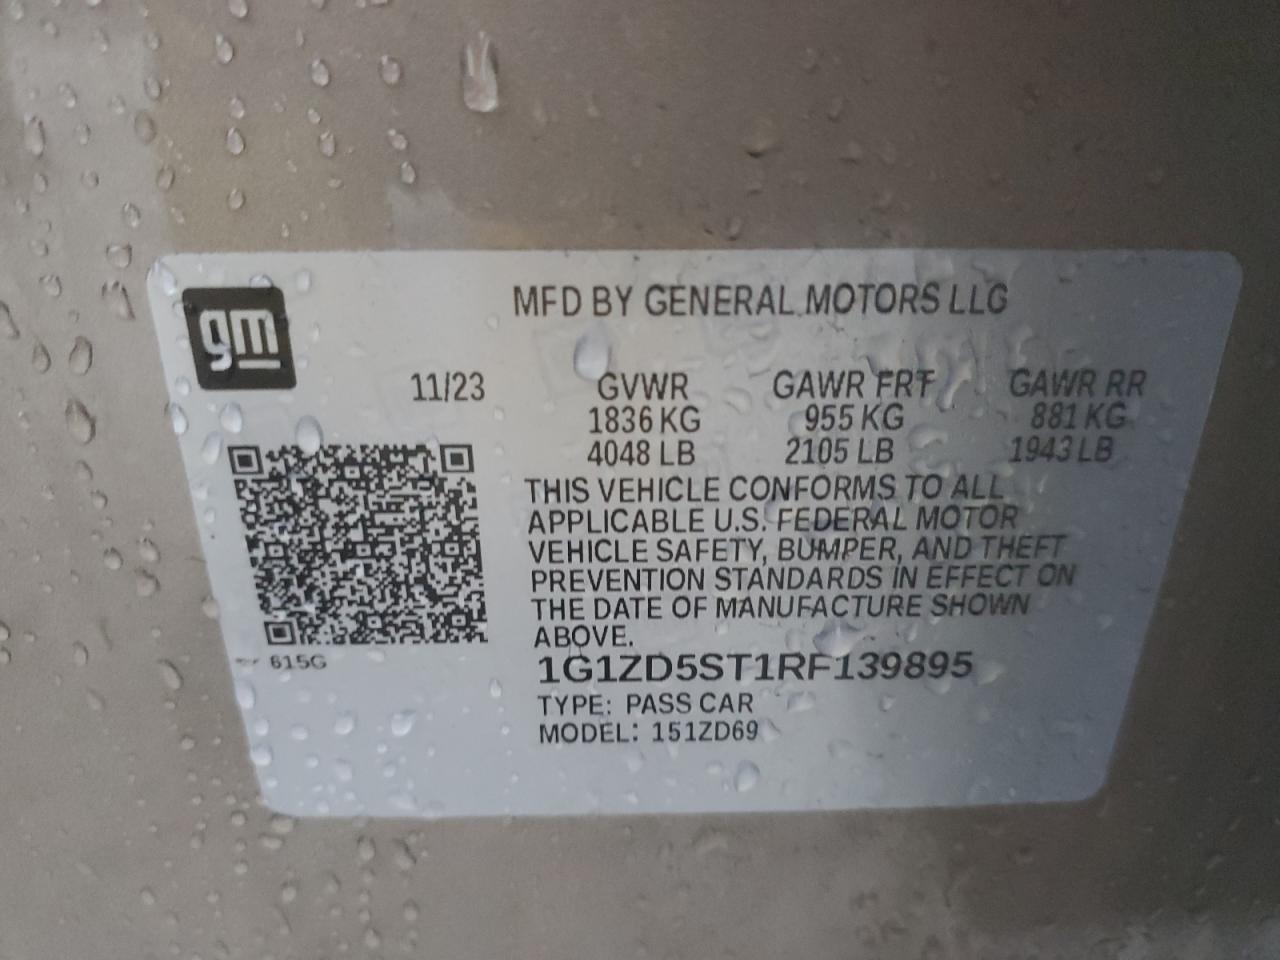 gm
MFD BY GENERAL MOTORS LLC
11/23 GVWR GAWR FRT GAWR RR
1836 KG 955 KG 881 KG
4048 LB 2105 LB 1943 LB
THIS VEHICLE CONFORMS TO ALL
APPLICABLE U.S. FEDERAL MOTOR
VEHICLE SAFETY, BUMPER, AND THEFT
PREVENTION STANDARDS IN EFFECT ON
THE DATE OF MANUFACTURE SHOWN
ABOVE.
615G
1G1ZD5ST1RF139895
TYPE: PASS CAR
MODEL: 151ZD69